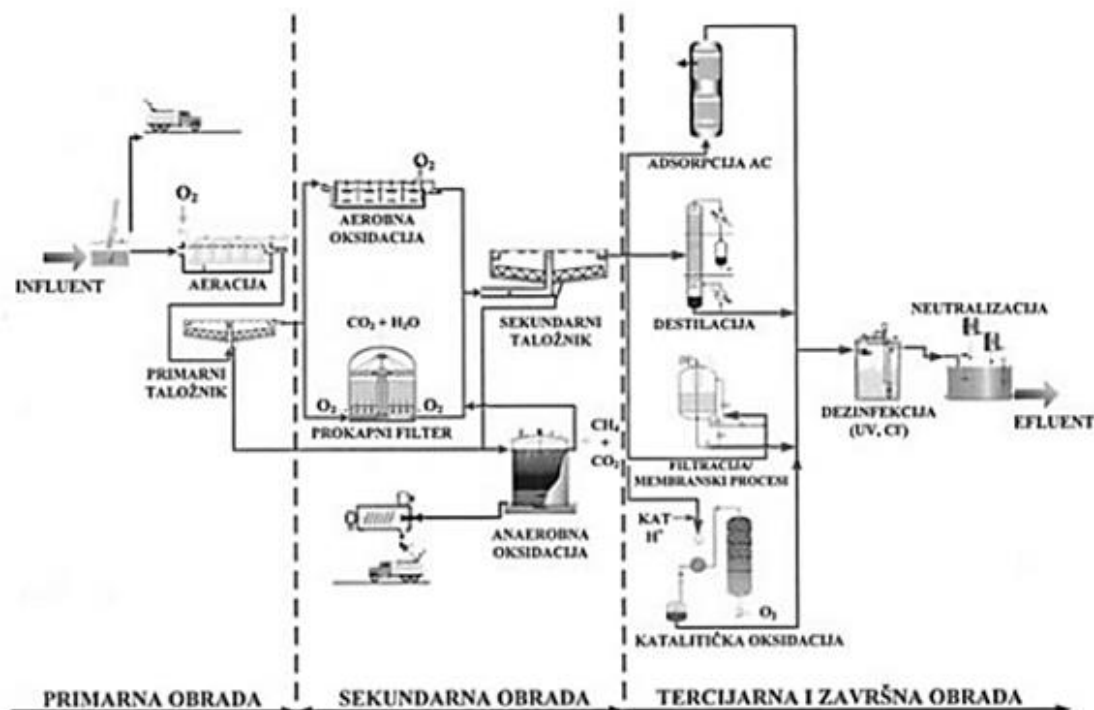 O₂
INFLUENT
AERACIJA
PRIMARNI
TALOŽNIK
O₂
AEROBNA
OKSIDACIJA
CO₂ + H₂O
O₂
O₂
PROKAPNI FILTER
SEKUNDARNI
TALOŽNIK
CH₄
+
CO₂
ANAEROBNA
OKSIDACIJA
ADSORPCIJA AC
DESTILACIJA
FILTRACIJA/
MEMBRANSKI PROCESI
KAT
H⁺
O₃
KATALITIČKA OKSIDACIJA
NEUTRALIZACIJA
DEZINFEKCIJA
(UV, Cl⁻)
EFLUENT
PRIMARNA OBRADA
SEKUNDARNA OBRADA
TERCIJARNA I ZAVRŠNA OBRADA